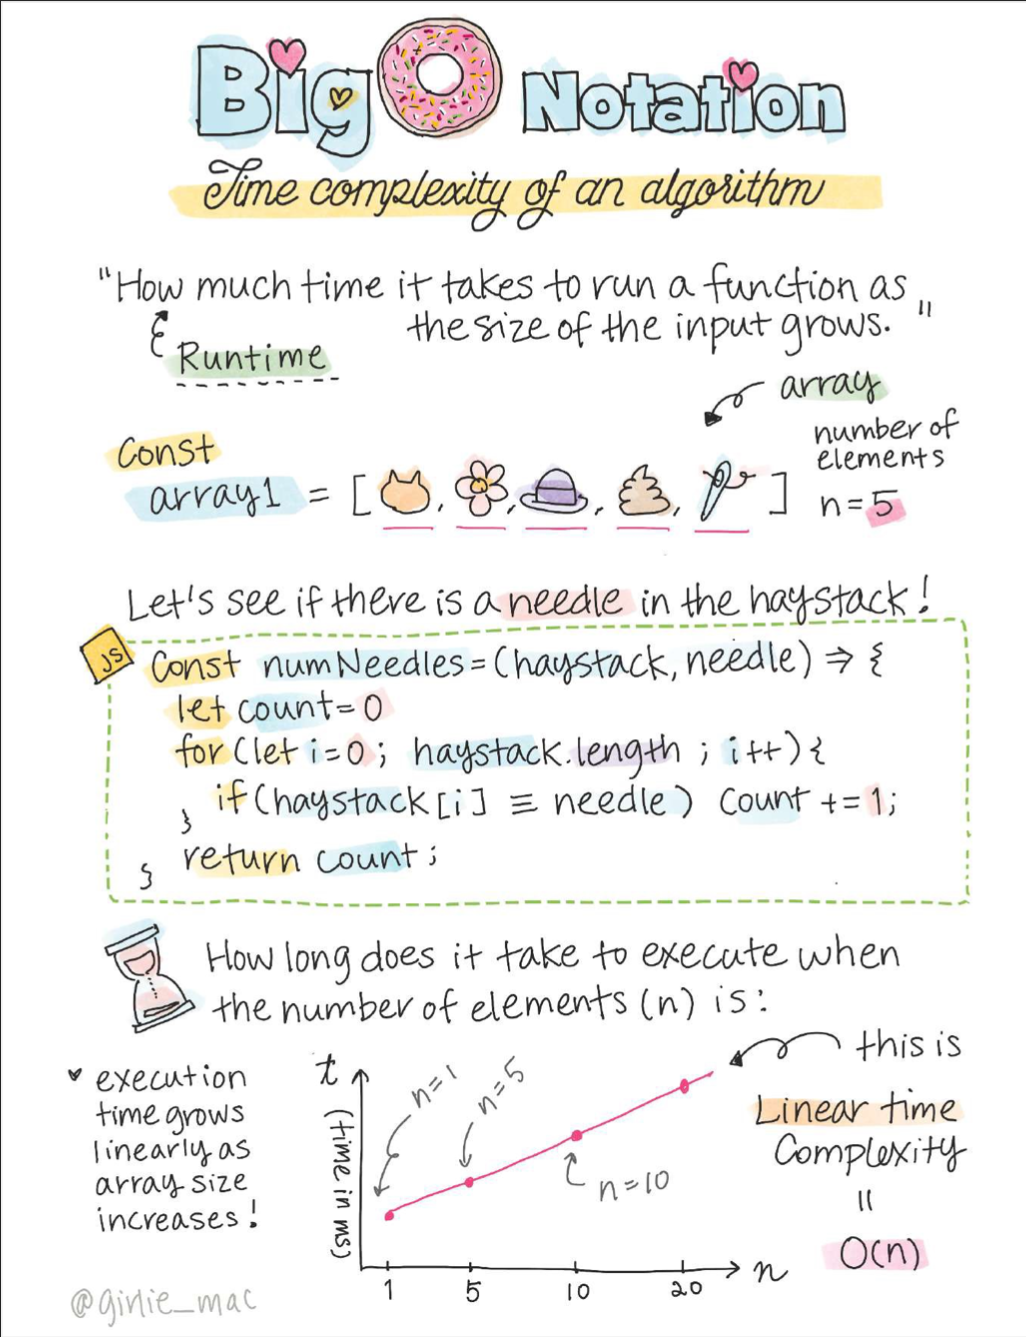 Big O Notation
Time complexity of an algorithm
"How much time it takes to run a function as
the size of the input grows. "
Runtime
array
number of
elements
n=5
Const
array1 = [ , , , , ]
Let's see if there is a needle in the haystack!
JS
Const numNeedles = (haystack, needle) => {
let count=0
for (let i=0; haystack.length ; i++){
if (haystack[i] ≡ needle) Count += 1;
}
return count;
}
How long does it take to execute when
the number of elements (n) is:
execution
time grows
linearly as
array size
increases!
t
(time in ms)
n=1
n=5
n=10
1 5 10 20 n
this is
Linear time
Complexity
=
O(n)
@girlie_mac